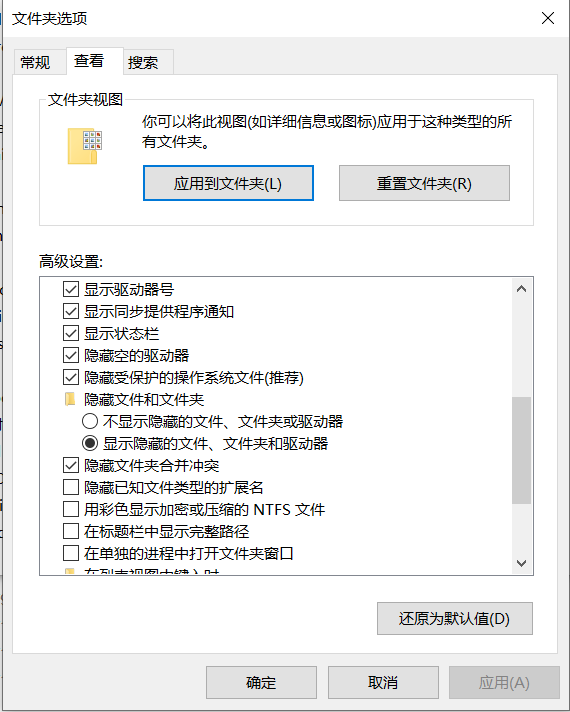 文件夹选项
常规
查看
搜索
文件夹视图
你可以将此视图(如详细信息或图标)应用于这种类型的所
有文件夹。
应用到文件夹(L)
重置文件夹(R)
高级设置:
显示驱动器号
显示同步提供程序通知
显示状态栏
隐藏空的驱动器
隐藏受保护的操作系统文件(推荐)
隐藏文件和文件夹
不显示隐藏的文件、文件夹或驱动器
显示隐藏的文件、文件夹和驱动器
隐藏文件夹合并冲突
隐藏已知文件类型的扩展名
用彩色显示加密或压缩的 NTFS 文件
在标题栏中显示完整路径
在单独的进程中打开文件夹窗口
在列表视图中键入时
还原为默认值(D)
确定
取消
应用(A)